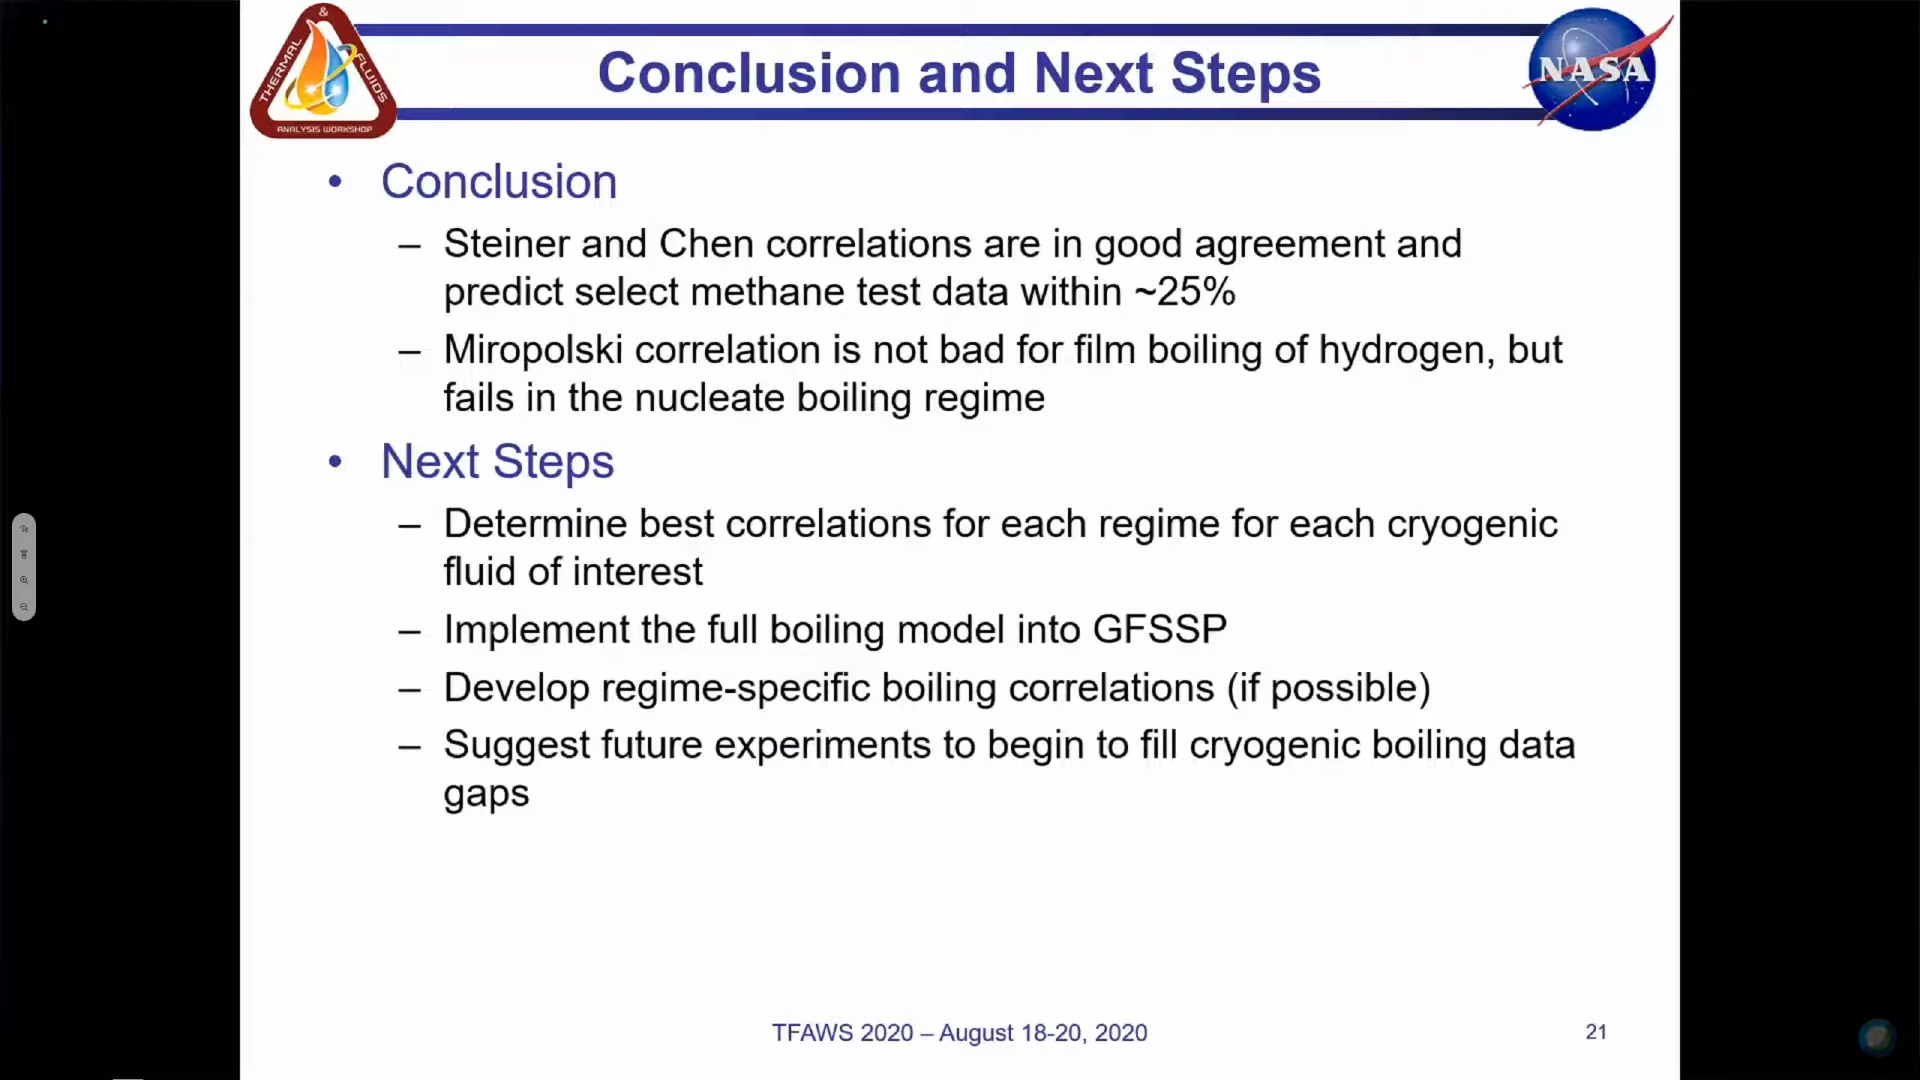 THERMAL & FLUIDS
ANALYSIS WORKSHOP
Conclusion and Next Steps
NASA
• Conclusion
– Steiner and Chen correlations are in good agreement and
predict select methane test data within ~25%
– Miropolski correlation is not bad for film boiling of hydrogen, but
fails in the nucleate boiling regime
• Next Steps
– Determine best correlations for each regime for each cryogenic
fluid of interest
– Implement the full boiling model into GFSSP
– Develop regime-specific boiling correlations (if possible)
– Suggest future experiments to begin to fill cryogenic boiling data
gaps
TFAWS 2020 – August 18-20, 2020
21